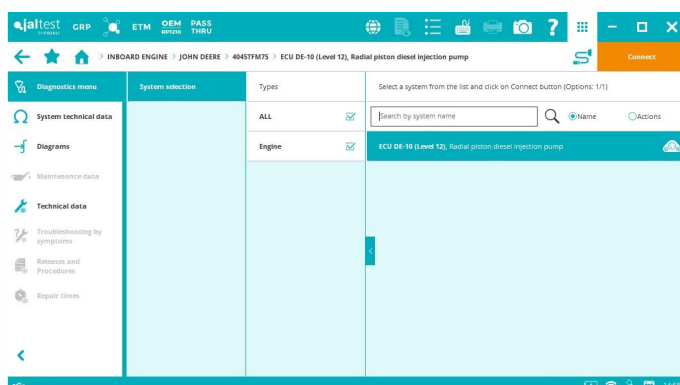 jaltest
GRP
ETM
OEM
RP1210
PASS
THRU
> INBOARD ENGINE > JOHN DEERE > 4045TFM75 > ECU DE-10 (Level 12), Radial piston diesel injection pump
Connect
Diagnostics menu
System selection
Types
Select a system from the list and click on Connect button (Options: 1/1)
System technical data
ALL
Search by system name
Name
Actions
Diagrams
Engine
ECU DE-10 (Level 12), Radial piston diesel injection pump
Maintenance data
Technical data
Troubleshooting by
symptoms
Releases and
Procedures
Repair times